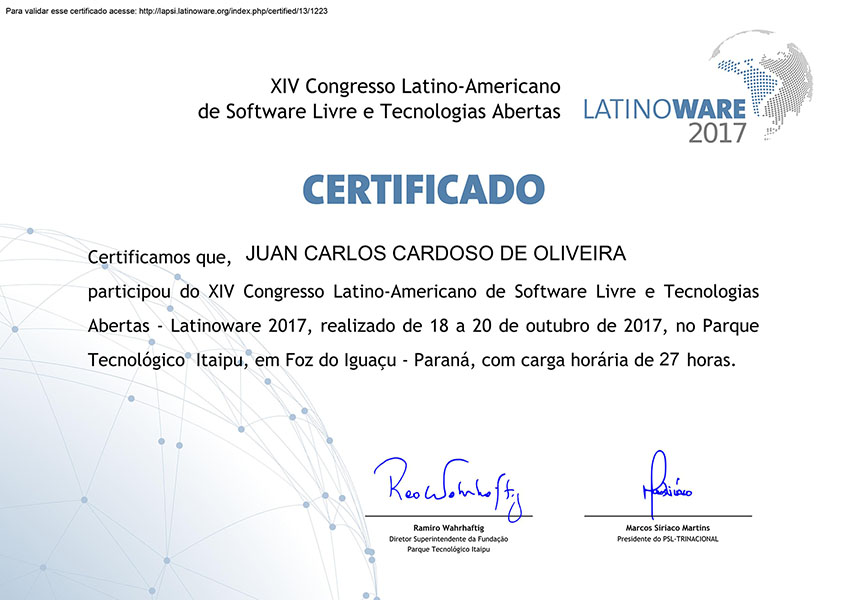 Para validar esse certificado acesse: http://lapsi.latinoware.org/index.php/certified/13/1223
XIV Congresso Latino-Americano
de Software Livre e Tecnologias Abertas
LATINOWARE
2017
CERTIFICADO
Certificamos que, JUAN CARLOS CARDOSO DE OLIVEIRA
participou do XIV Congresso Latino-Americano de Software Livre e Tecnologias
Abertas - Latinoware 2017, realizado de 18 a 20 de outubro de 2017, no Parque
Tecnológico Itaipu, em Foz do Iguaçu - Paraná, com carga horária de 27 horas.
Ramiro Wahrhaftig
Diretor Superintendente da Fundação
Parque Tecnológico Itaipu
Marcos Siriaco Martins
Presidente do PSL-TRINACIONAL